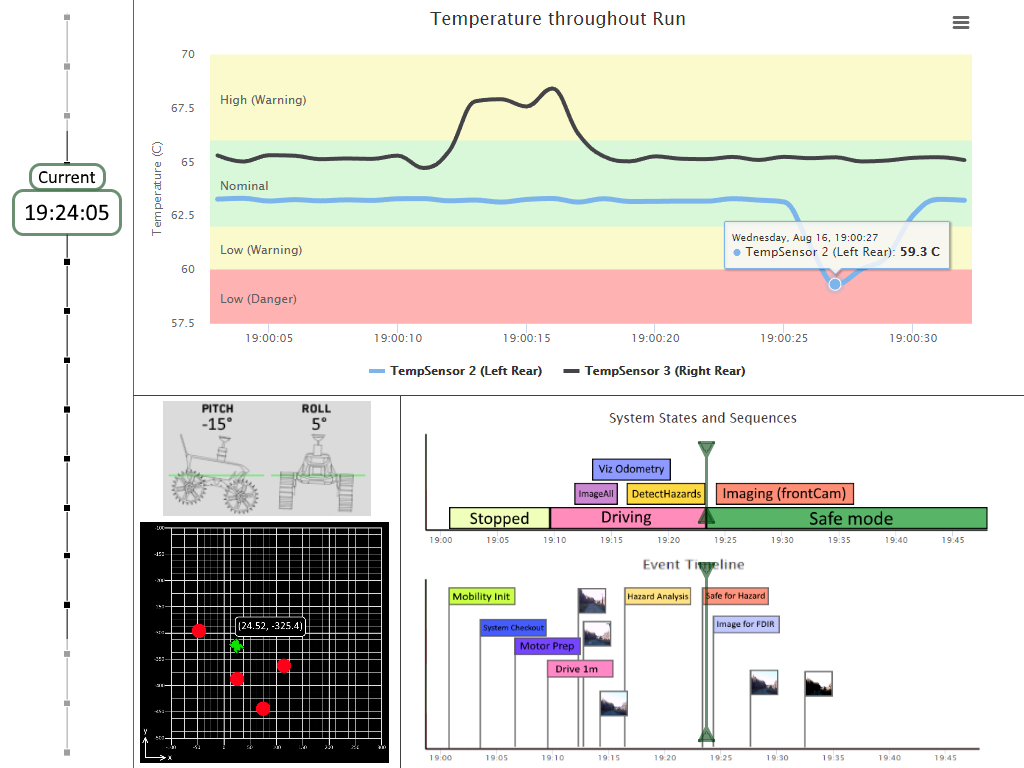 Temperature throughout Run
70
67.5
65
62.5
60
57.5
Temperature (C)
High (Warning)
Nominal
Low (Warning)
Low (Danger)
Wednesday, Aug 16, 19:00:27
TempSensor 2 (Left Rear): 59.3 C
19:00:05 19:00:10 19:00:15 19:00:20 19:00:25 19:00:30
TempSensor 2 (Left Rear) TempSensor 3 (Right Rear)
Current
19:24:05
PITCH ROLL
-15° 5°
(24.52, -325.4)
y
x
System States and Sequences
Viz Odometry
ImageAll DetectHazards Imaging (frontCam)
Stopped Driving Safe mode
19:00 19:05 19:10 19:15 19:20 19:25 19:30 19:35 19:40 19:45
Event Timeline
Mobility Init Hazard Analysis Safe for Hazard
System Checkout Image for FDIR
Motor Prep
Drive 1m
19:00 19:05 19:10 19:15 19:20 19:25 19:30 19:35 19:40 19:45